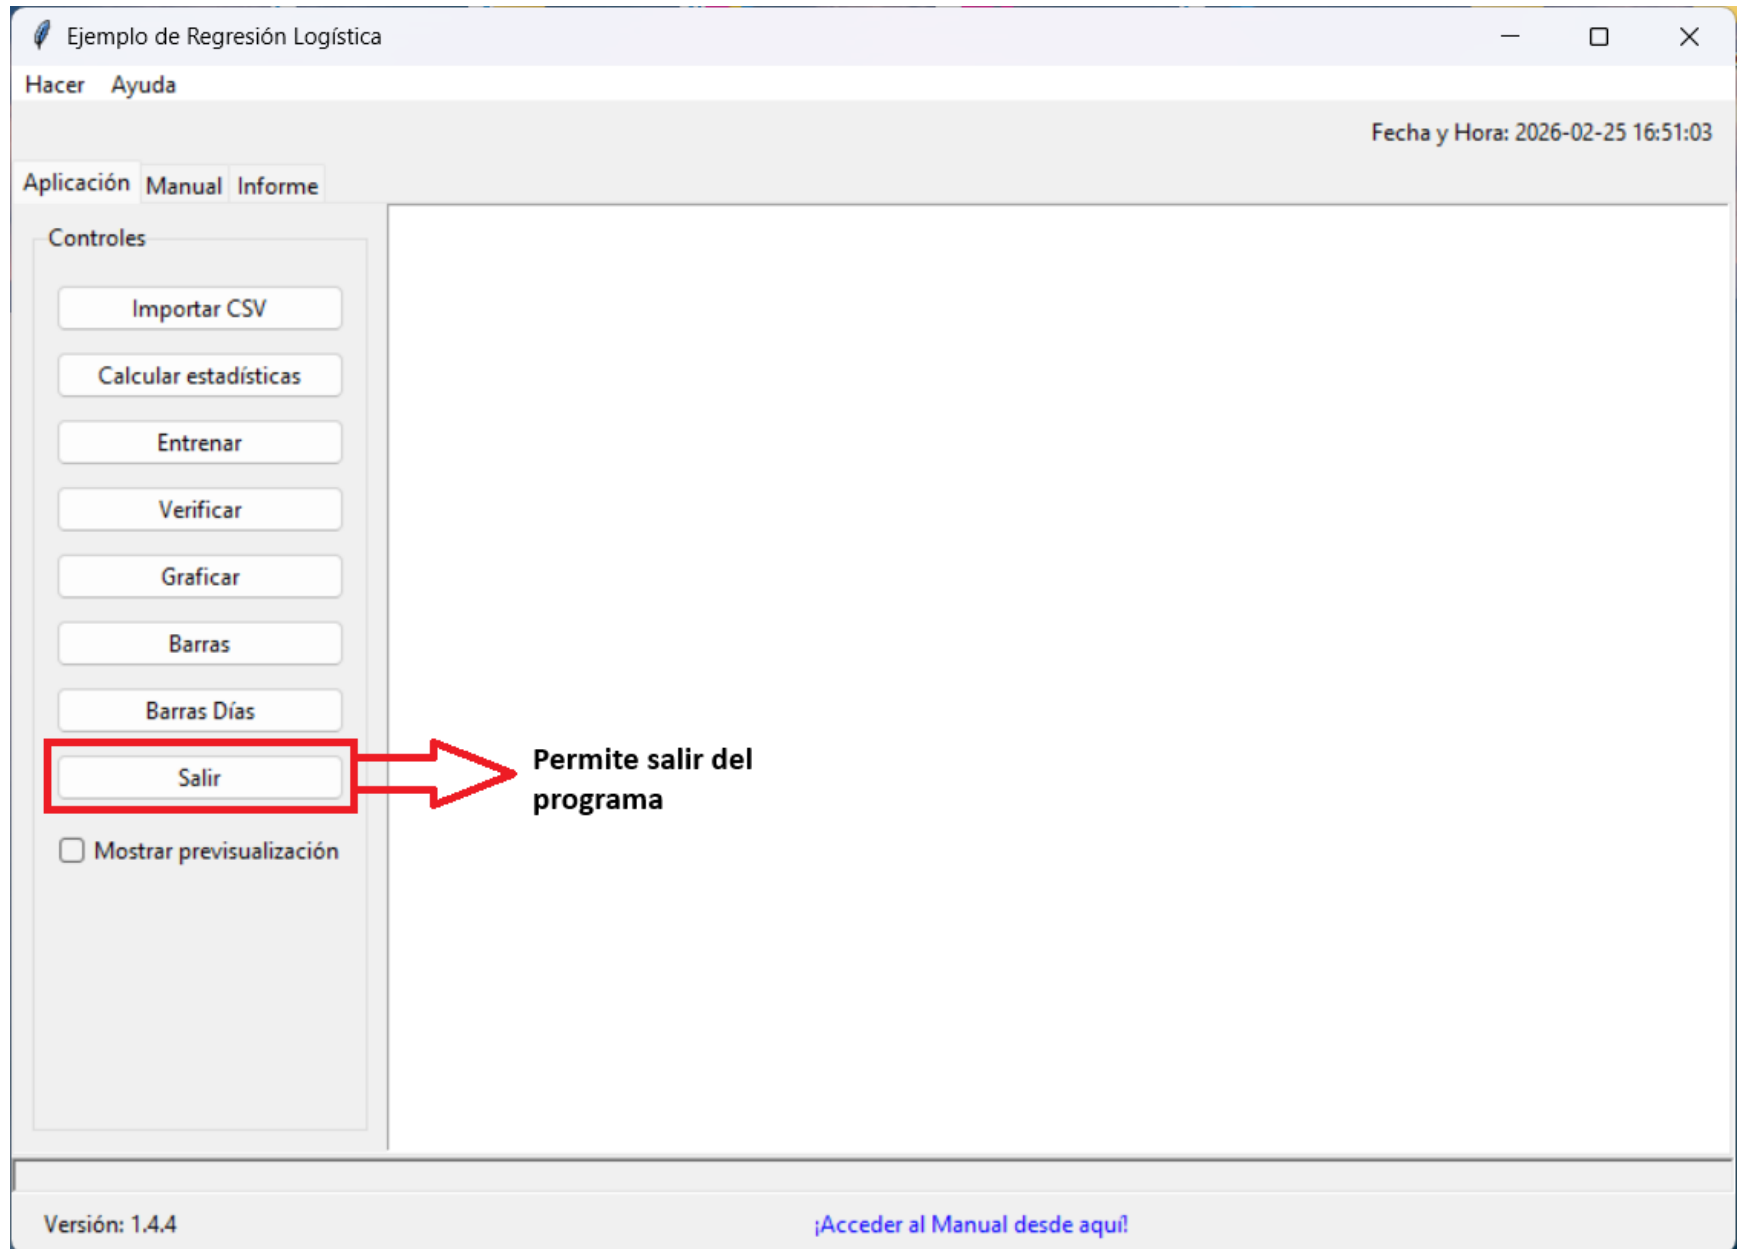 Ejemplo de Regresión Logística
Hacer Ayuda
Fecha y Hora: 2026-02-25 16:51:03
Aplicación Manual Informe
Controles
Importar CSV
Calcular estadísticas
Entrenar
Verificar
Graficar
Barras
Barras Días
Salir
Permite salir del
programa
Mostrar previsualización
Versión: 1.4.4
¡Acceder al Manual desde aquí!